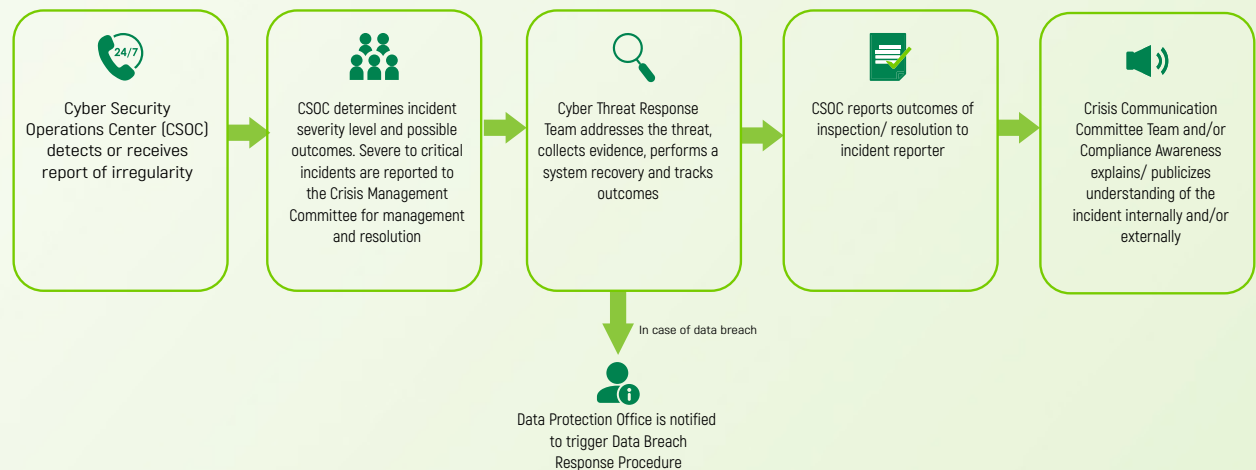 24/7
Cyber Security
Operations Center (CSOC)
detects or receives
report of irregularity
CSOC determines incident
severity level and possible
outcomes. Severe to critical
incidents are reported to
the Crisis Management
Committee for management
and resolution
Cyber Threat Response
Team addresses the threat,
collects evidence, performs a
system recovery and tracks
outcomes
CSOC reports outcomes of
inspection/ resolution to
incident reporter
Crisis Communication
Committee Team and/or
Compliance Awareness
explains/ publicizes
understanding of the
incident internally and/or
externally
In case of data breach
Data Protection Office is notified
to trigger Data Breach
Response Procedure